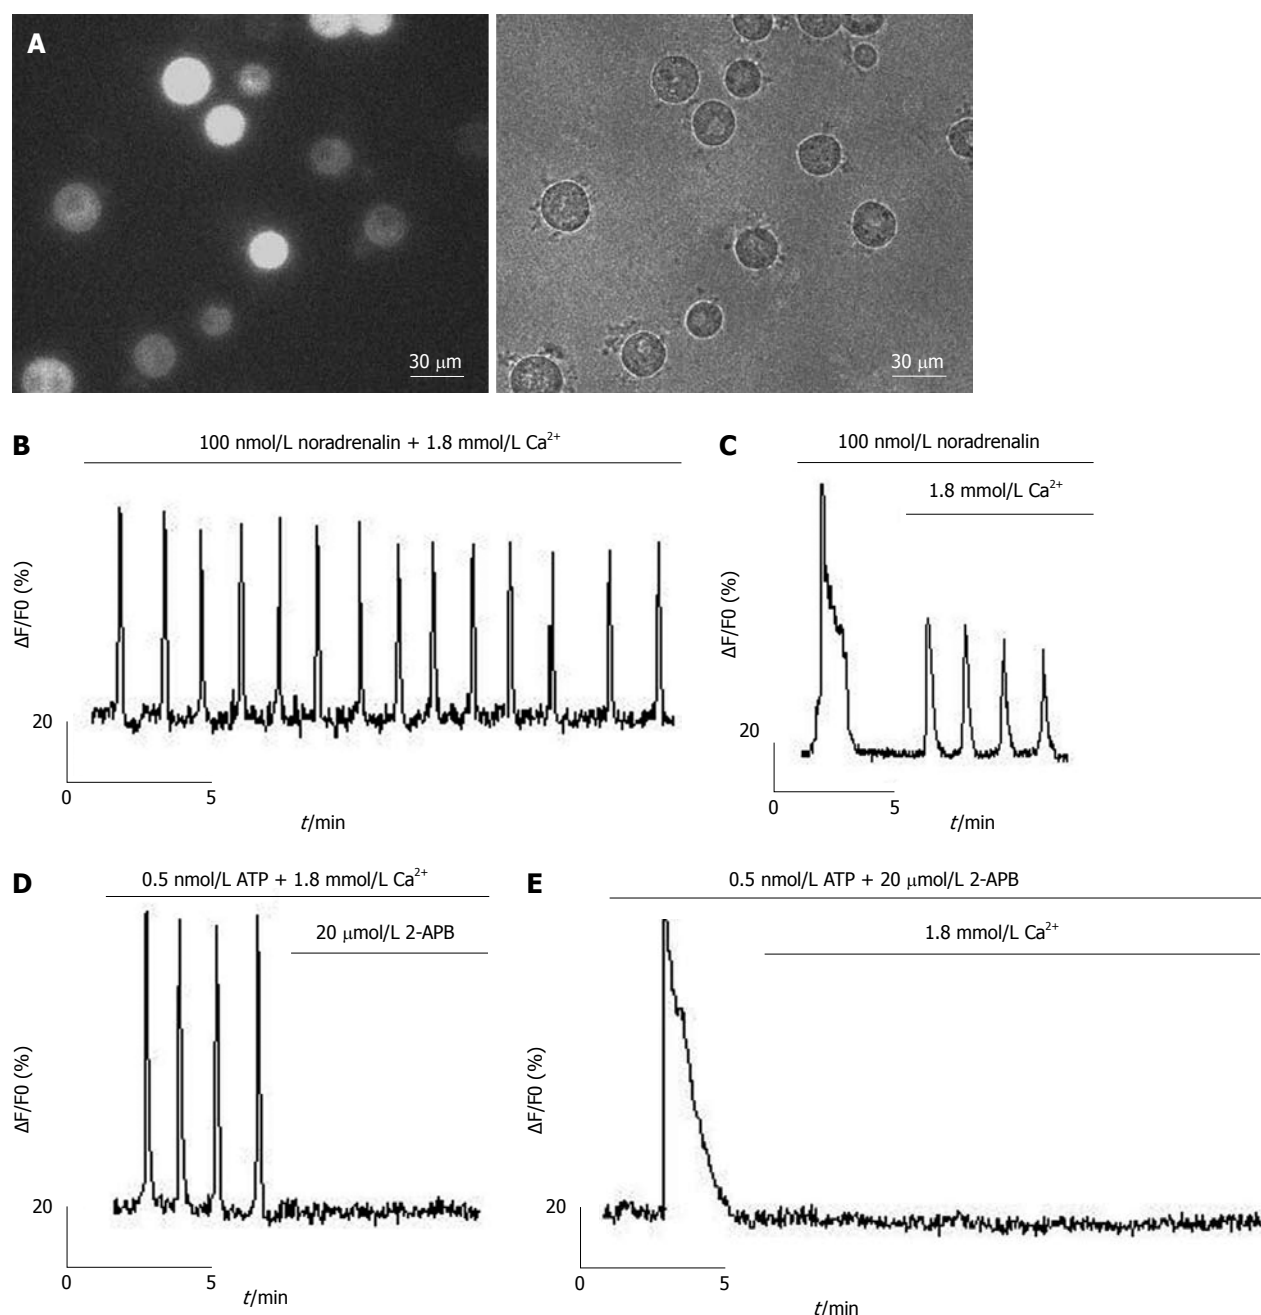 A
30 μm
30 μm
B
100 nmol/L noradrenalin + 1.8 mmol/L Ca²⁺
ΔF/F0 (%)
20
0
5
t/min
C
100 nmol/L noradrenalin
1.8 mmol/L Ca²⁺
ΔF/F0 (%)
20
0
5
t/min
D
0.5 nmol/L ATP + 1.8 mmol/L Ca²⁺
20 μmol/L 2-APB
ΔF/F0 (%)
20
0
5
t/min
E
0.5 nmol/L ATP + 20 μmol/L 2-APB
1.8 mmol/L Ca²⁺
ΔF/F0 (%)
20
0
5
t/min